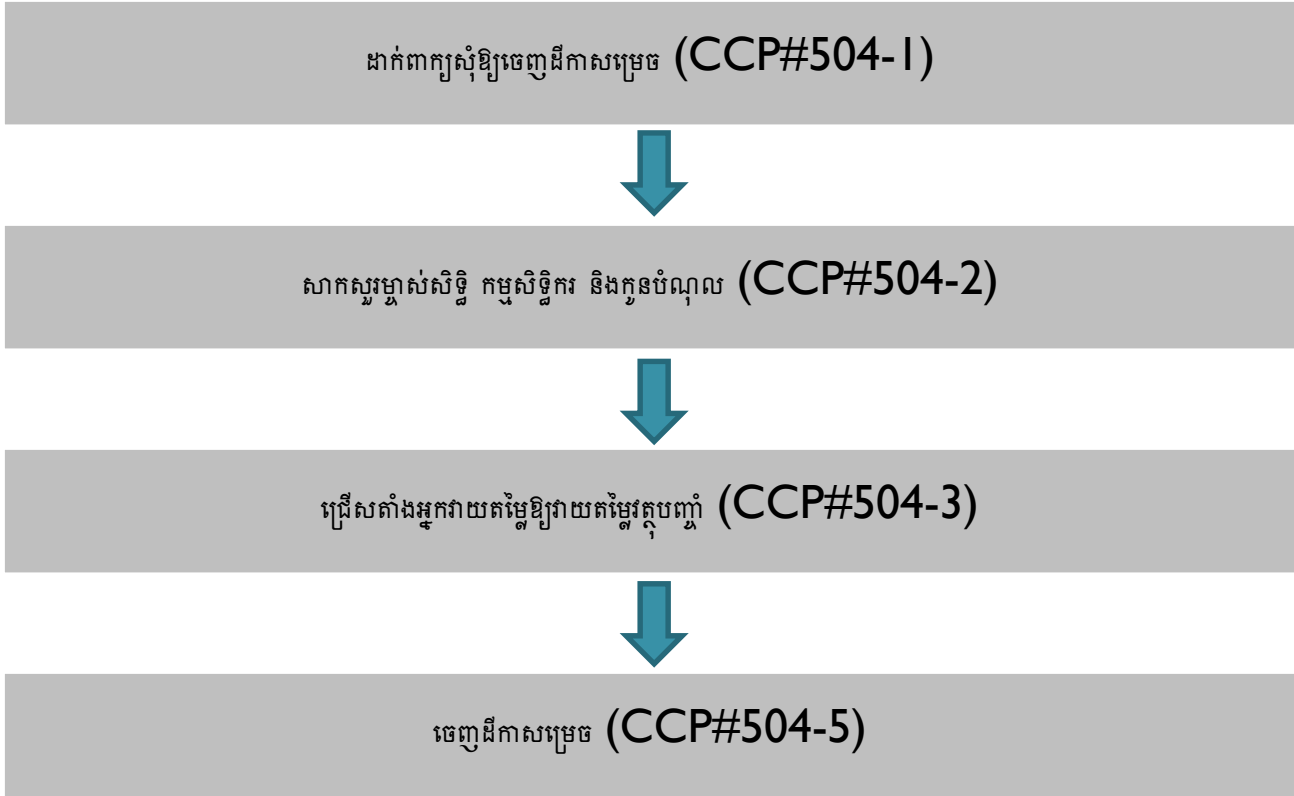 ដាក់ពាក្យសុំឱ្យចេញដីកាសម្រេច (CCP#504-1)
សាកសួរម្ចាស់សិទ្ធិ កម្មសិទ្ធិករ និងកូនបំណុល (CCP#504-2)
ជ្រើសតាំងអ្នកវាយតម្លៃឱ្យវាយតម្លៃវត្ថុបញ្ចាំ (CCP#504-3)
ចេញដីកាសម្រេច (CCP#504-5)